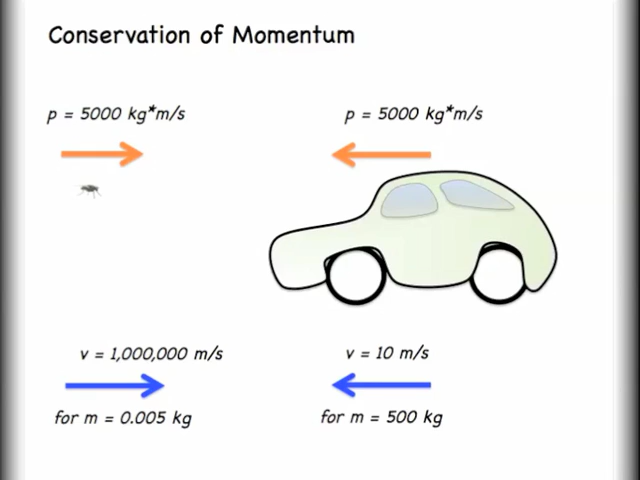 Conservation of Momentum
p = 5000 kg*m/s
p = 5000 kg*m/s
v = 1,000,000 m/s
v = 10 m/s
for m = 0.005 kg
for m = 500 kg